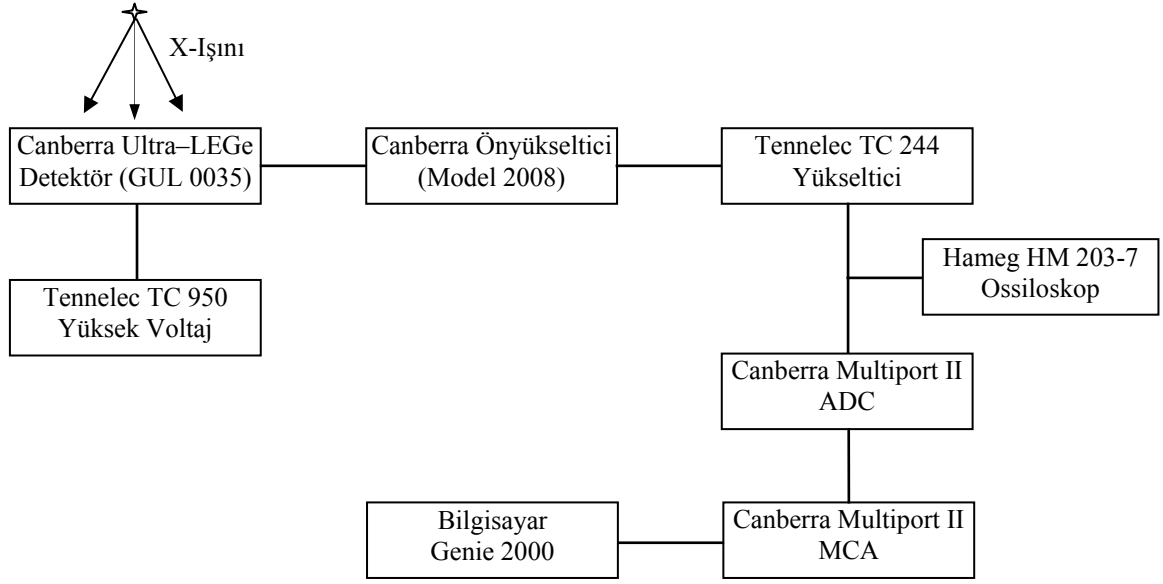 X-Işını
Canberra Ultra–LEGe
Detektör (GUL 0035)
Canberra Önyükseltici
(Model 2008)
Tennelec TC 244
Yükseltici
Hameg HM 203-7
Ossiloskop
Tennelec TC 950
Yüksek Voltaj
Canberra Multiport II
ADC
Bilgisayar
Genie 2000
Canberra Multiport II
MCA